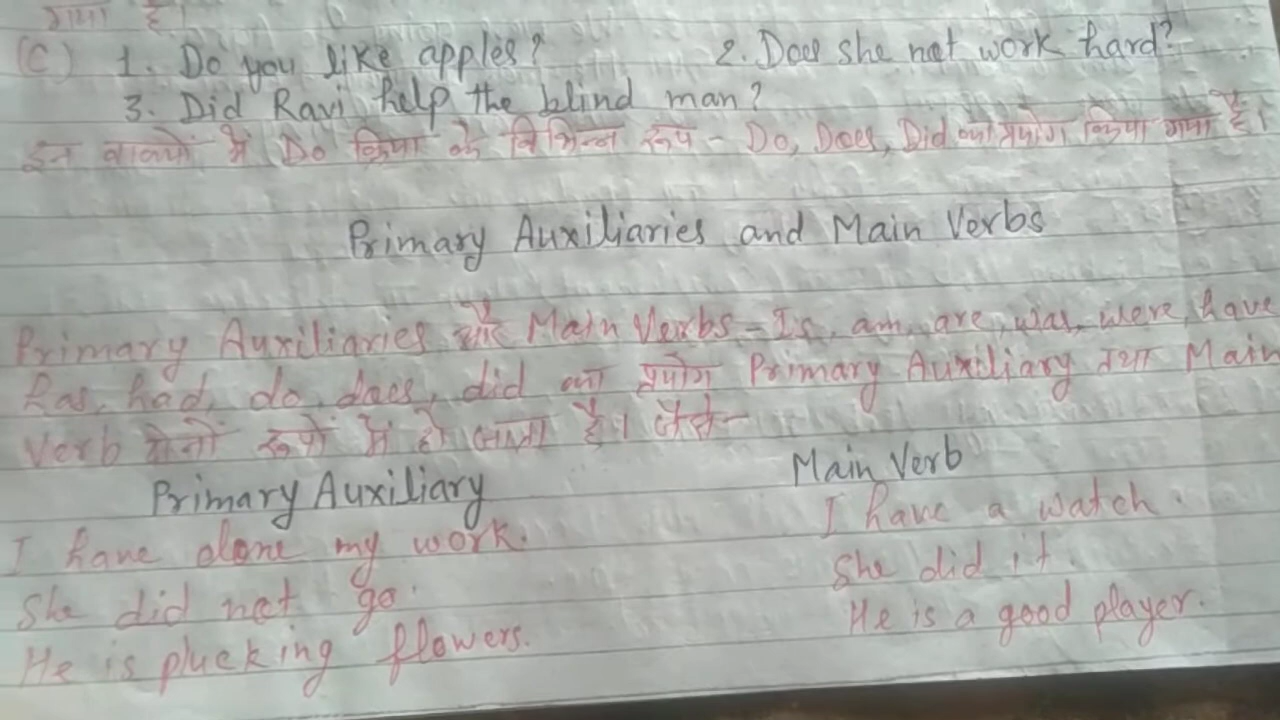 गया है।
(C) 1. Do you like apples? 2. Does she not work hard?
3. Did Ravi help the blind man?
इन वाक्यों में Do क्रिया के विभिन्न रूप - Do, Does, Did का प्रयोग किया गया है।
Primary Auxiliaries and Main Verbs
Primary Auxiliaries और Main Verbs - Is, am, are, was, were, have
has, had, do, does, did का प्रयोग Primary Auxiliary तथा Main
Verb दोनों रूपों में हो जाता है। जैसे-
Primary Auxiliary Main Verb
I have done my work. I have a watch.
She did not go. She did it.
He is plucking flowers. He is a good player.